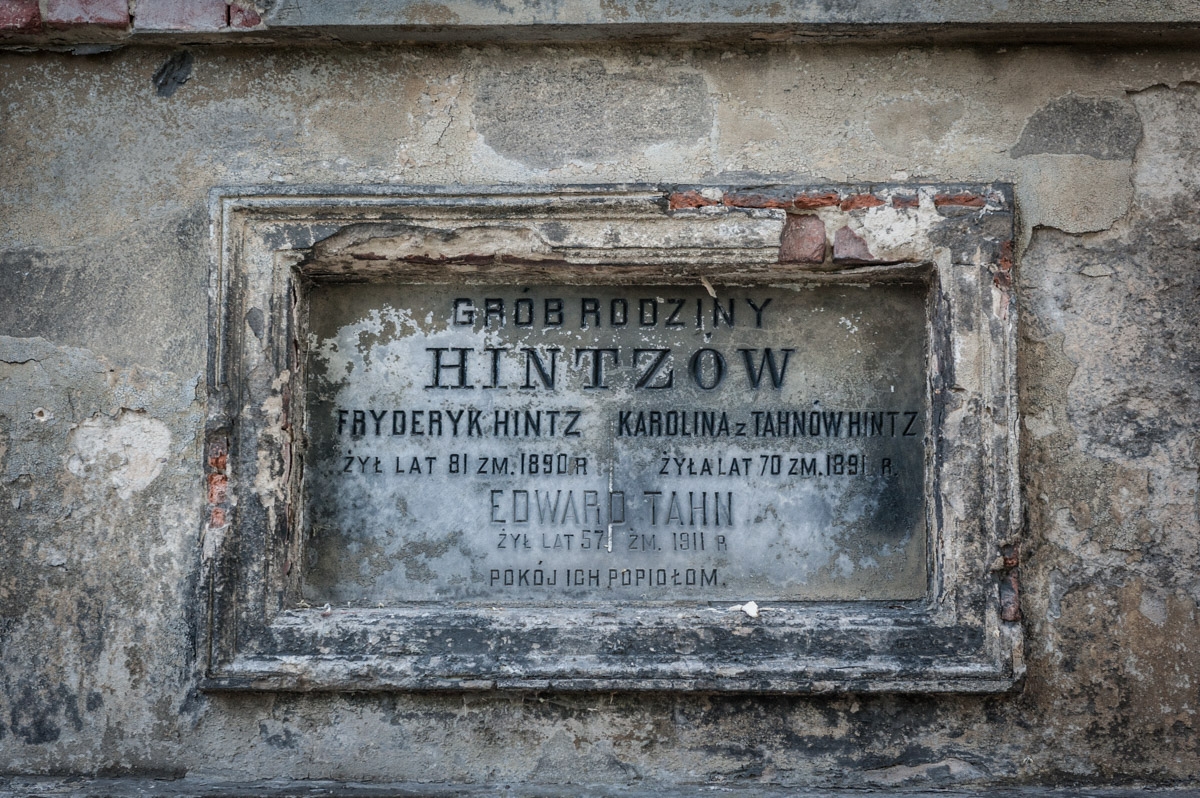 GRÓB RODZINY
HINTZÓW
FRYDERYK HINTZ KAROLINA z TAHNÓW HINTZ
ŻYŁ LAT 81 ZM. 1890 R ŻYŁA LAT 70 ZM. 1891 R.
EDWARD TAHN
ŻYŁ LAT 57 ŻM. 1911 R
POKÓJ ICH POPIOŁOM.